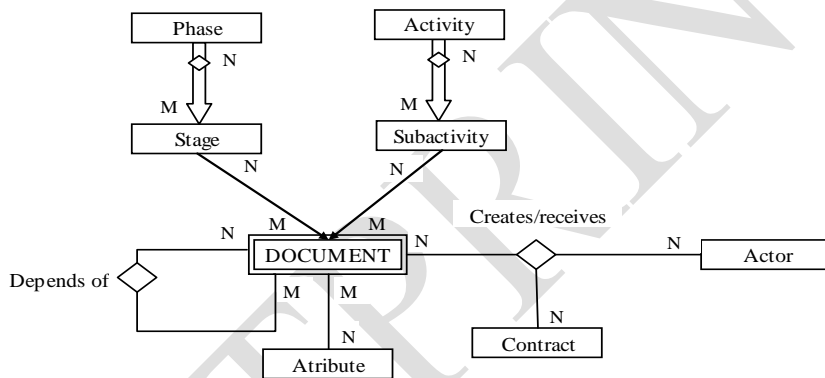 Phase
Activity
N
N
M
M
Stage
Subactivity
N
N
Creates/receives
M
M
N
DOCUMENT
N
N
Actor
Depends of
M
M
N
N
Contract
Atribute